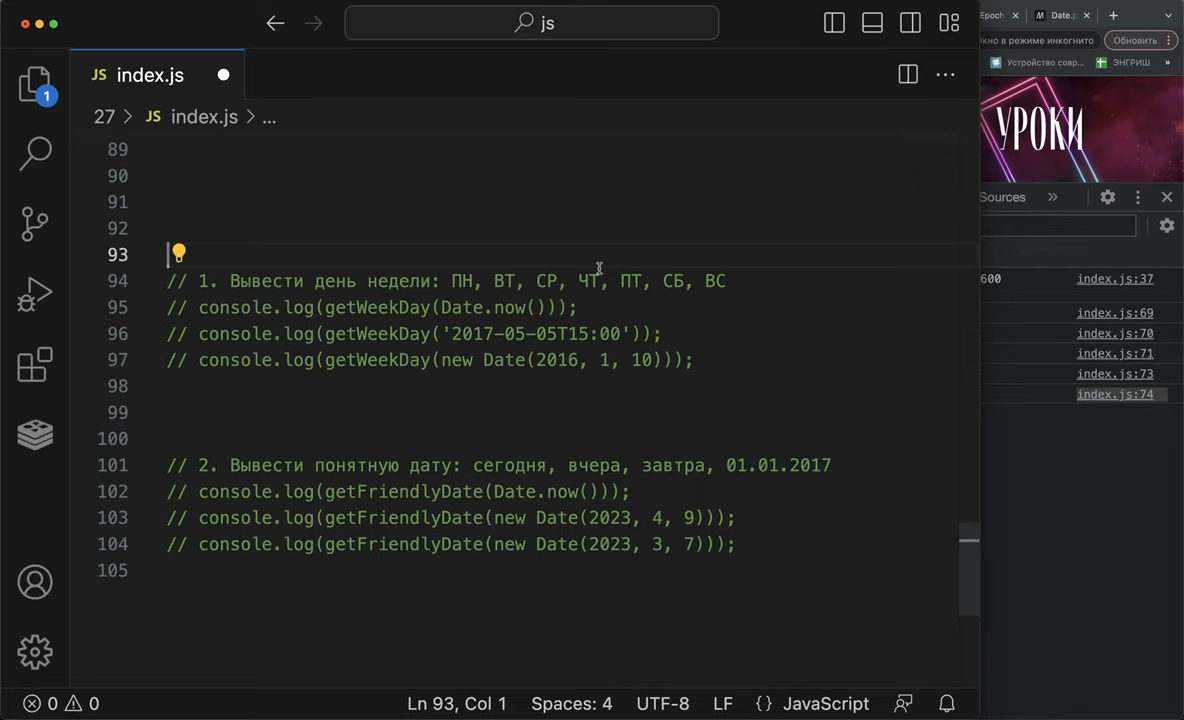 js
Epoch
Date.
JS index.js
Обновить
Устройство совр...
ЭНГРИШ
»
1
27 > JS index.js > ...
УРОКИ
Sources »
600
index.js:37
index.js:69
index.js:70
index.js:71
index.js:73
index.js:74
89
90
91
92
93
94 // 1. Вывести день недели: ПН, ВТ, СР, ЧТ, ПТ, СБ, ВС
95 // console.log(getWeekDay(Date.now()));
96 // console.log(getWeekDay('2017-05-05T15:00'));
97 // console.log(getWeekDay(new Date(2016, 1, 10)));
98
99
100
101 // 2. Вывести понятную дату: сегодня, вчера, завтра, 01.01.2017
102 // console.log(getFriendlyDate(Date.now()));
103 // console.log(getFriendlyDate(new Date(2023, 4, 9)));
104 // console.log(getFriendlyDate(new Date(2023, 3, 7)));
105
0 0 Ln 93, Col 1 Spaces: 4 UTF-8 LF {} JavaScript